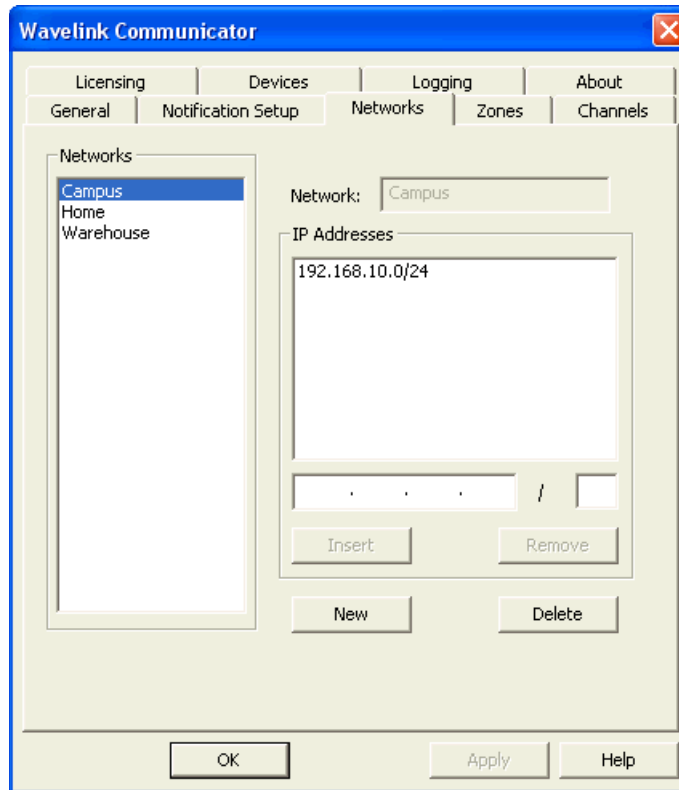 Wavelink Communicator
Licensing Devices Logging About
General Notification Setup Networks Zones Channels
Networks
Campus
Home
Warehouse
Network: Campus
IP Addresses
192.168.10.0/24
. . . /
Insert Remove
New Delete
OK Apply Help